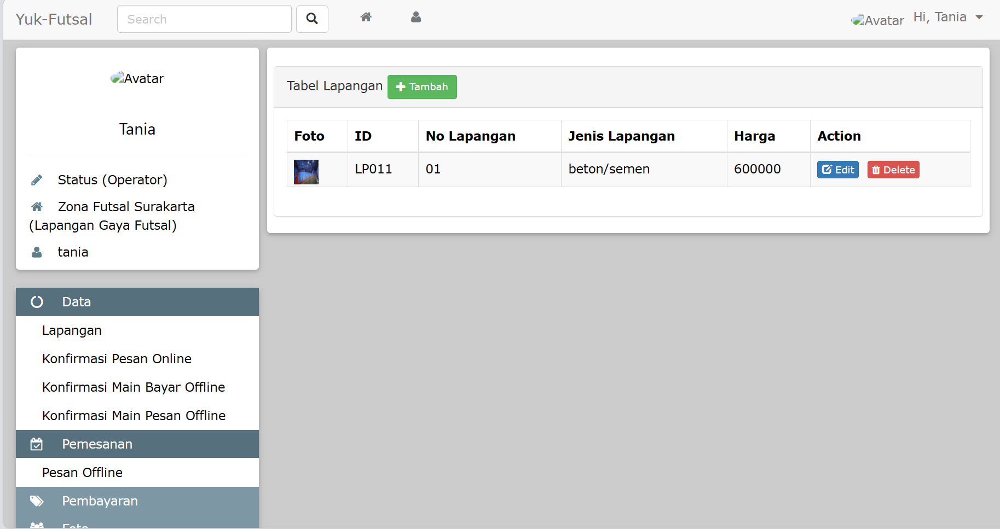 Yuk-Futsal
Search
Avatar
Hi, Tania
Avatar
Tania
Status (Operator)
Zona Futsal Surakarta
(Lapangan Gaya Futsal)
tania
Data
Lapangan
Konfirmasi Pesan Online
Konfirmasi Main Bayar Offline
Konfirmasi Main Pesan Offline
Pemesanan
Pesan Offline
Pembayaran
Foto
Tabel Lapangan
Tambah
Foto ID No Lapangan Jenis Lapangan Harga Action
LP011 01 beton/semen 600000 Edit Delete